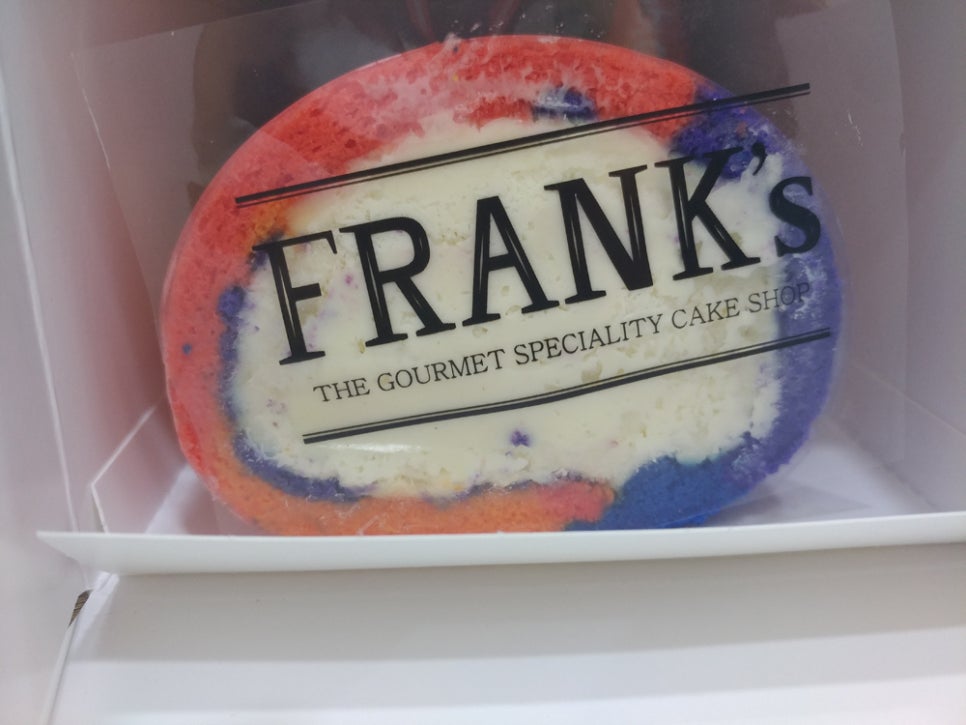 FRANK's
THE GOURMET SPECIALITY CAKE SHOP